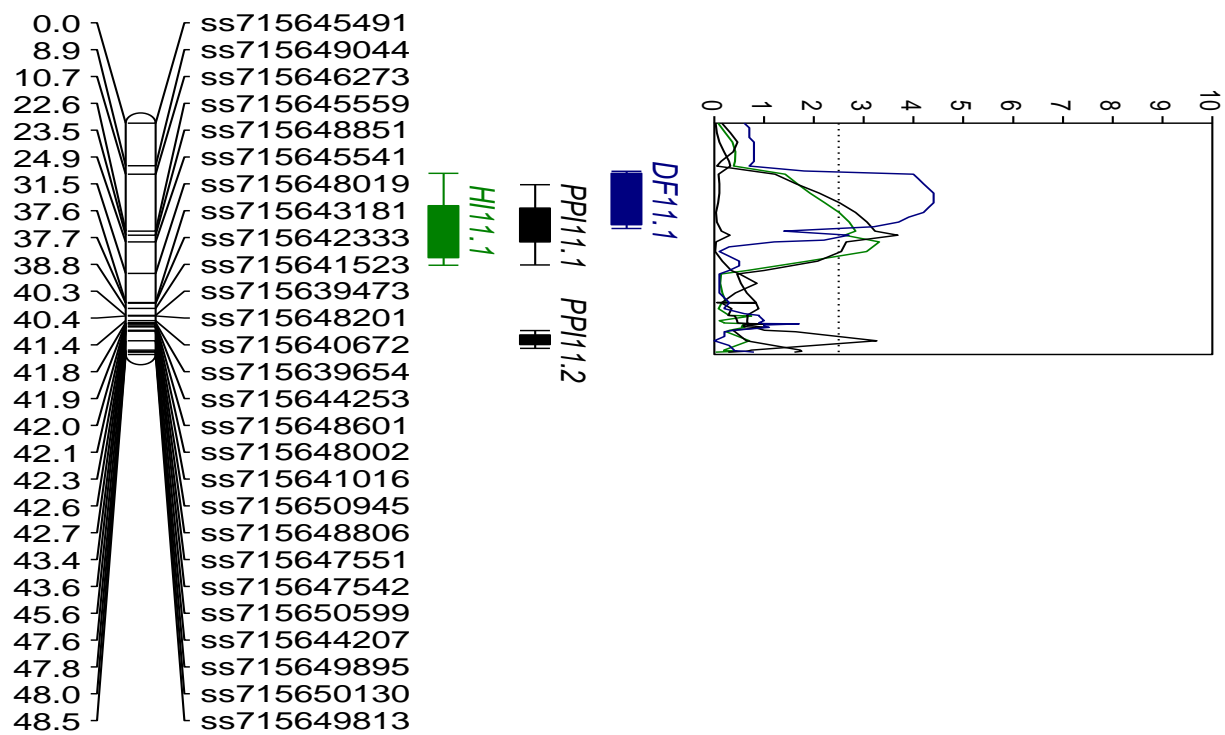 0.0 ss715645491
8.9 ss715649044
10.7 ss715646273
22.6 ss715645559
23.5 ss715648851
24.9 ss715645541
31.5 ss715648019
37.6 ss715643181
37.7 ss715642333
38.8 ss715641523
40.3 ss715639473
40.4 ss715648201
41.4 ss715640672
41.8 ss715639654
41.9 ss715644253
42.0 ss715648601
42.1 ss715648002
42.3 ss715641016
42.6 ss715650945
42.7 ss715648806
43.4 ss715647551
43.6 ss715647542
45.6 ss715650599
47.6 ss715644207
47.8 ss715649895
48.0 ss715650130
48.5 ss715649813
HI11.1
PPI11.1
PPI11.2
DF11.1
0 1 2 3 4 5 6 7 8 9 10